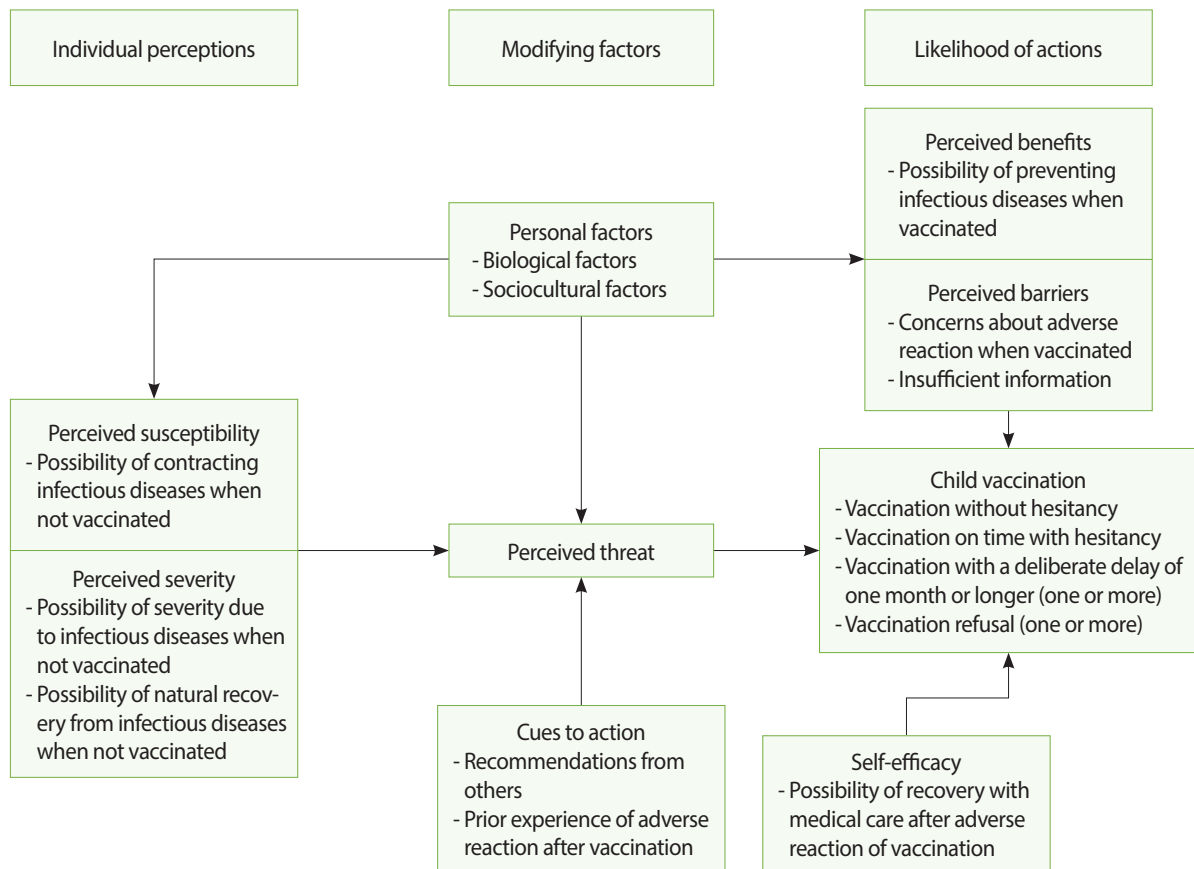 Individual perceptions
Modifying factors
Likelihood of actions
Perceived benefits
- Possibility of preventing
infectious diseases when
vaccinated
Personal factors
- Biological factors
- Sociocultural factors
Perceived barriers
- Concerns about adverse
reaction when vaccinated
- Insufficient information
Perceived susceptibility
- Possibility of contracting
infectious diseases when
not vaccinated
Perceived severity
- Possibility of severity due
to infectious diseases when
not vaccinated
- Possibility of natural recov-
ery from infectious diseases
when not vaccinated
Perceived threat
Child vaccination
- Vaccination without hesitancy
- Vaccination on time with hesitancy
- Vaccination with a deliberate delay of
one month or longer (one or more)
- Vaccination refusal (one or more)
Cues to action
- Recommendations from
others
- Prior experience of adverse
reaction after vaccination
Self-efficacy
- Possibility of recovery with
medical care after adverse
reaction of vaccination